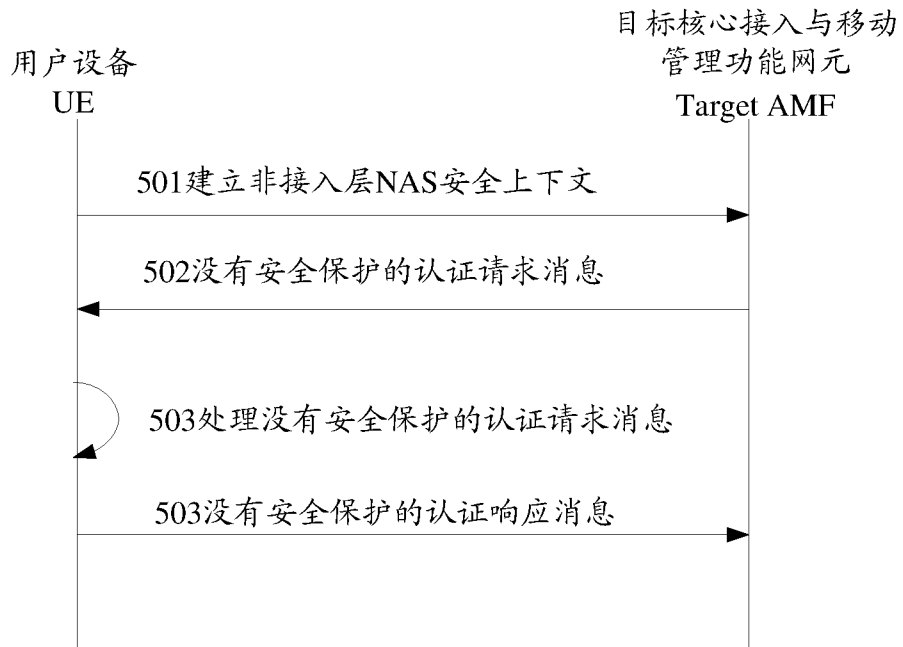 用户设备
UE
目标核心接入与移动
管理功能网元
Target AMF
501建立非接入层NAS安全上下文
502没有安全保护的认证请求消息
503处理没有安全保护的认证请求消息
503没有安全保护的认证响应消息